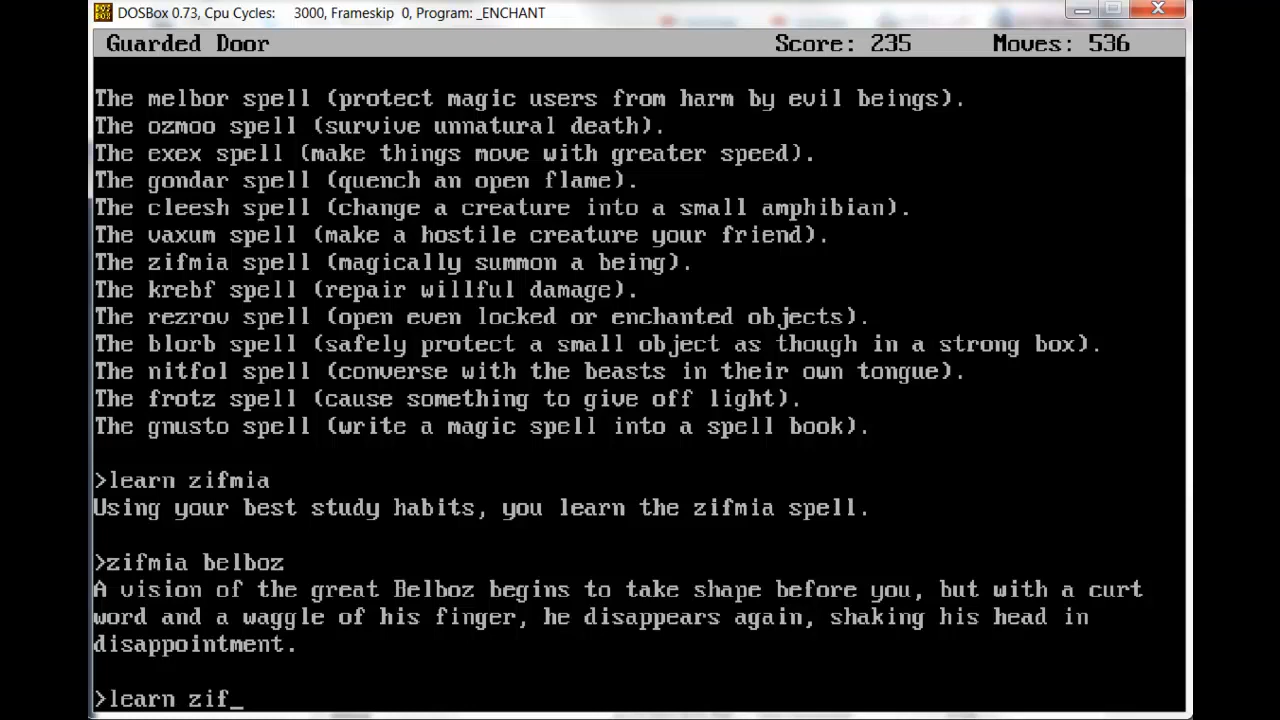 DOSBox 0.73, Cpu Cycles: 3000, Frameskip 0, Program: _ENCHANT
Guarded Door Score: 235 Moves: 536
The melbor spell (protect magic users from harm by evil beings).
The ozmoo spell (survive unnatural death).
The exex spell (make things move with greater speed).
The gondar spell (quench an open flame).
The cleesh spell (change a creature into a small amphibian).
The vaxum spell (make a hostile creature your friend).
The zifmia spell (magically summon a being).
The krebf spell (repair willful damage).
The rezrov spell (open even locked or enchanted objects).
The blorb spell (safely protect a small object as though in a strong box).
The nitfol spell (converse with the beasts in their own tongue).
The frotz spell (cause something to give off light).
The gnusto spell (write a magic spell into a spell book).
>learn zifmia
Using your best study habits, you learn the zifmia spell.
>zifmia belboz
A vision of the great Belboz begins to take shape before you, but with a curt
word and a waggle of his finger, he disappears again, shaking his head in
disappointment.
>learn zif_